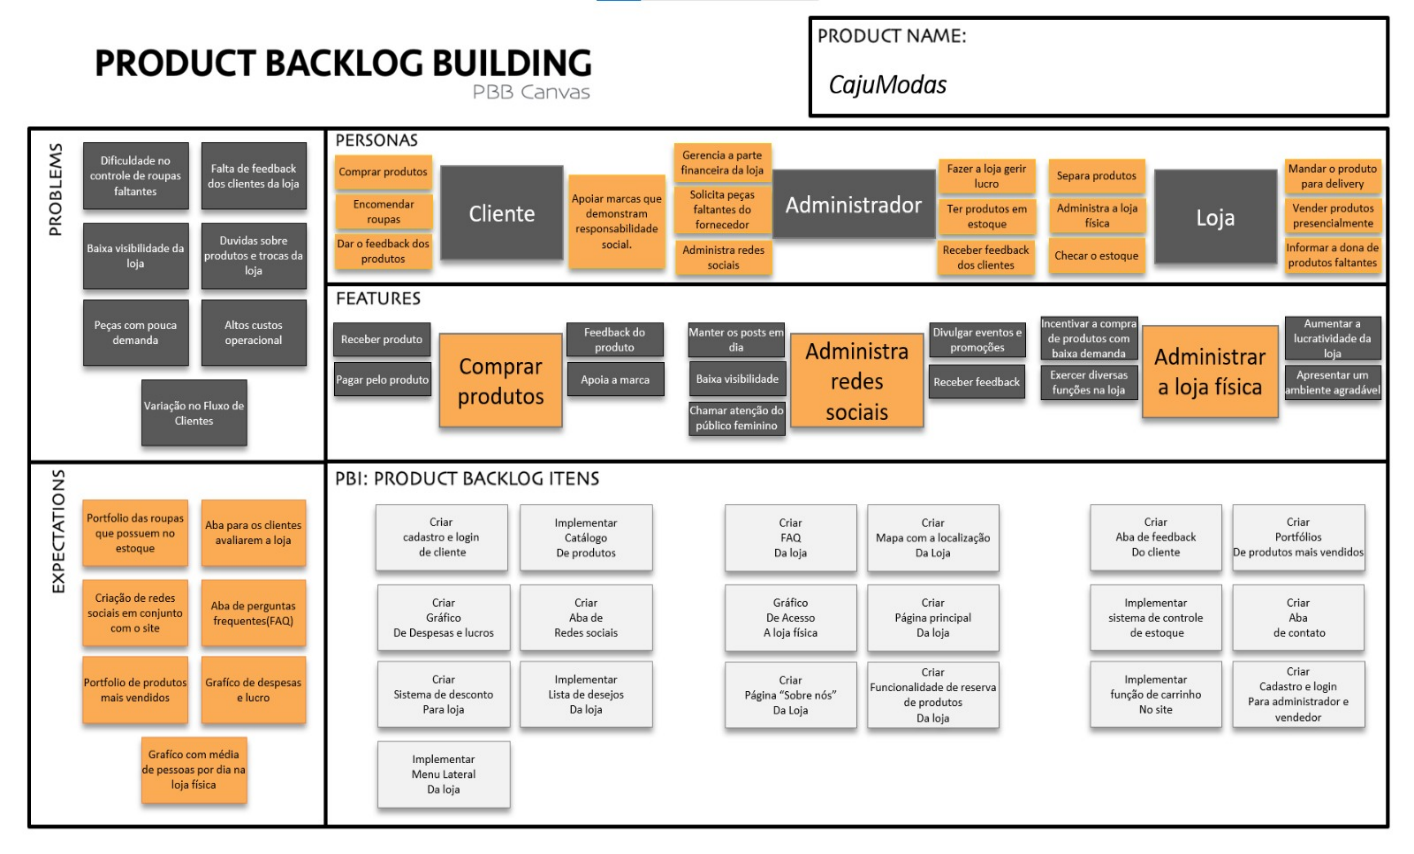 PRODUCT BACKLOG BUILDING
PBB Canvas
PRODUCT NAME:
CajuModas
PROBLEMS
Dificuldade no
controle de roupas
faltantes
Falta de feedback
dos clientes da loja
Baixa visibilidade da
loja
Duvidas sobre
produtos e trocas da
loja
Peças com pouca
demanda
Altos custos
operacional
Variação no Fluxo de
Clientes
PERSONAS
Comprar produtos
Encomendar
roupas
Dar o feedback dos
produtos
Cliente
Apoiar marcas que
demonstram
responsabilidade
social.
Gerencia a parte
financeira da loja
Solicita peças
faltantes do
fornecedor
Administra redes
sociais
Administrador
Fazer a loja gerir
lucro
Ter produtos em
estoque
Receber feedback
dos clientes
Separa produtos
Administra a loja
física
Checar o estoque
Loja
Mandar o produto
para delivery
Vender produtos
presencialmente
Informar a dona de
produtos faltantes
FEATURES
Receber produto
Pagar pelo produto
Comprar
produtos
Feedback do
produto
Apoia a marca
Manter os posts em
dia
Baixa visibilidade
Chamar atenção do
público feminino
Administra
redes
sociais
Divulgar eventos e
promoções
Receber feedback
Incentivar a compra
de produtos com
baixa demanda
Exercer diversas
funções na loja
Administrar
a loja física
Aumentar a
lucratividade da
loja
Apresentar um
ambiente agradável
EXPECTATIONS
Portfolio das roupas
que possuem no
estoque
Aba para os clientes
avaliarem a loja
Criação de redes
sociais em conjunto
com o site
Aba de perguntas
frequentes(FAQ)
Portfolio de produtos
mais vendidos
Grafíco de despesas
e lucro
Grafíco com média
de pessoas por dia na
loja física
PBI: PRODUCT BACKLOG ITENS
Criar
cadastro e login
de cliente
Implementar
Catálogo
De produtos
Criar
FAQ
Da loja
Criar
Mapa com a localização
Da Loja
Criar
Aba de feedback
Do cliente
Criar
Portfólios
De produtos mais vendidos
Criar
Gráfico
De Despesas e lucros
Criar
Aba de
Redes sociais
Gráfico
De Acesso
A loja física
Criar
Página principal
Da loja
Implementar
sistema de controle
de estoque
Criar
Aba
de contato
Criar
Sistema de desconto
Para loja
Implementar
Lista de desejos
Da loja
Criar
Página “Sobre nós”
Da Loja
Criar
Funcionalidade de reserva
de produtos
Da loja
Implementar
função de carrinho
No site
Criar
Cadastro e login
Para administrador e
vendedor
Implementar
Menu Lateral
Da loja